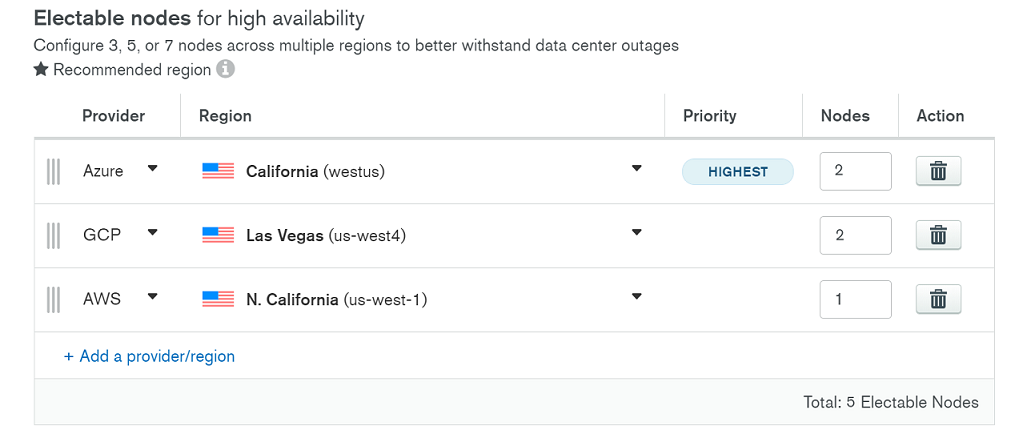 Electable nodes for high availability
Configure 3, 5, or 7 nodes across multiple regions to better withstand data center outages
★ Recommended region i
Provider Region Priority Nodes Action
Azure California (westus) HIGHEST 2
GCP Las Vegas (us-west4) 2
AWS N. California (us-west-1) 1
+ Add a provider/region
Total: 5 Electable Nodes